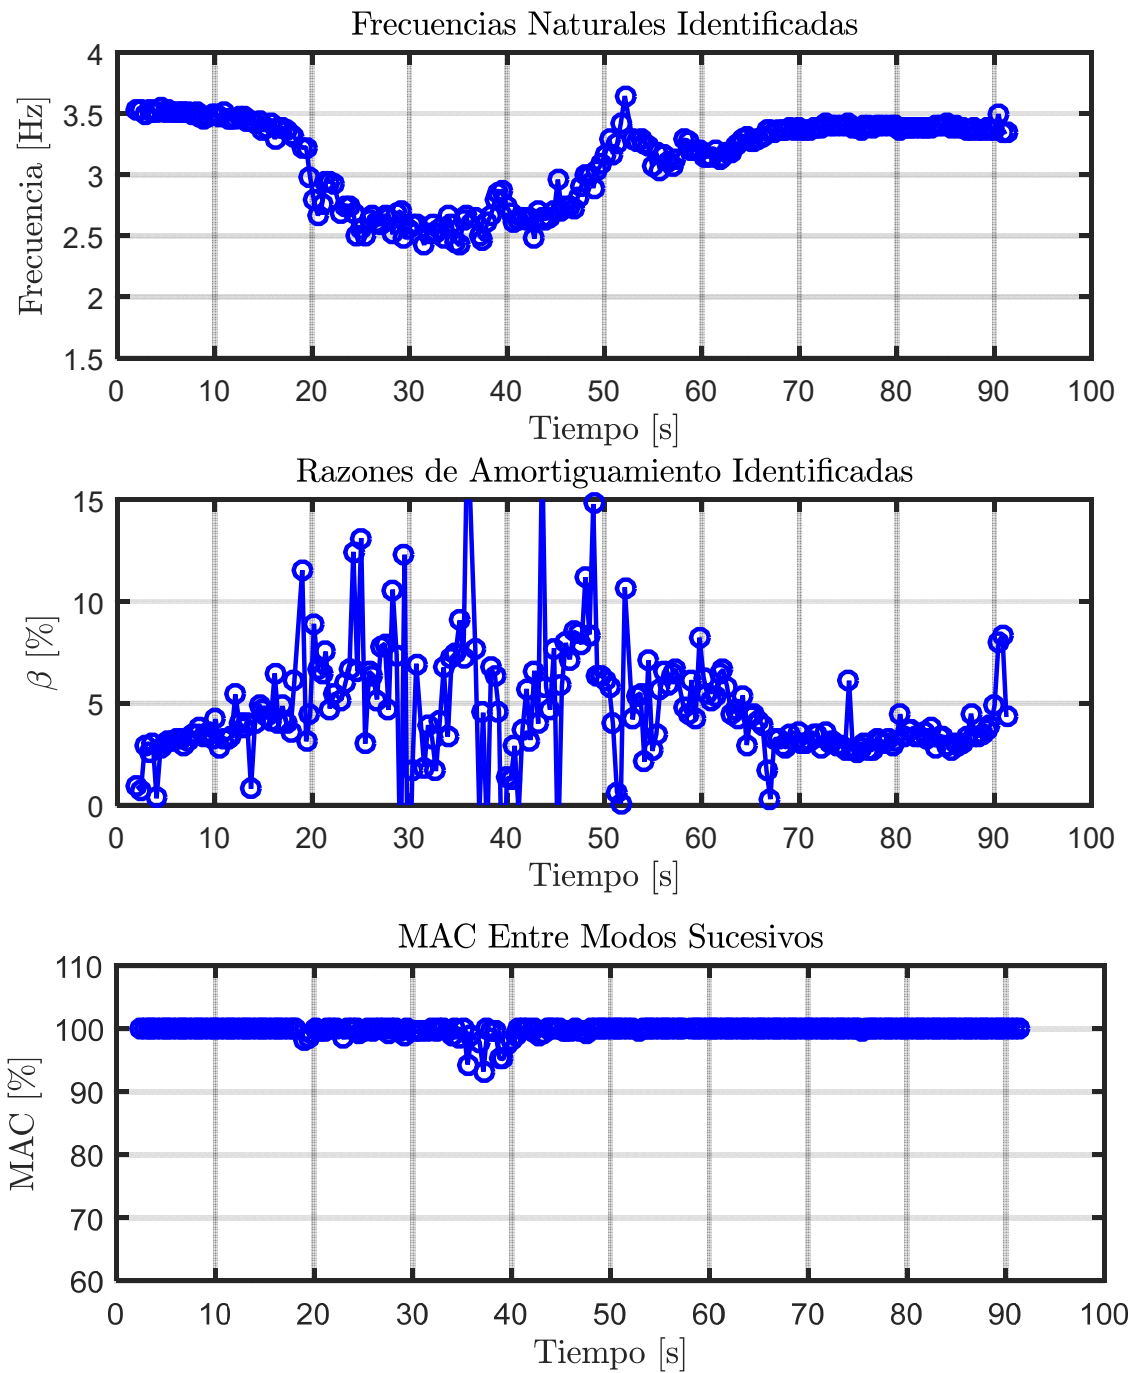 Frecuencias Naturales Identificadas
4
3.5
3
2.5
2
1.5
Frecuencia [Hz]
0 10 20 30 40 50 60 70 80 90 100
Tiempo [s]
Razones de Amortiguamiento Identificadas
15
10
5
0
β [%]
0 10 20 30 40 50 60 70 80 90 100
Tiempo [s]
MAC Entre Modos Sucesivos
110
100
90
80
70
60
MAC [%]
0 10 20 30 40 50 60 70 80 90 100
Tiempo [s]